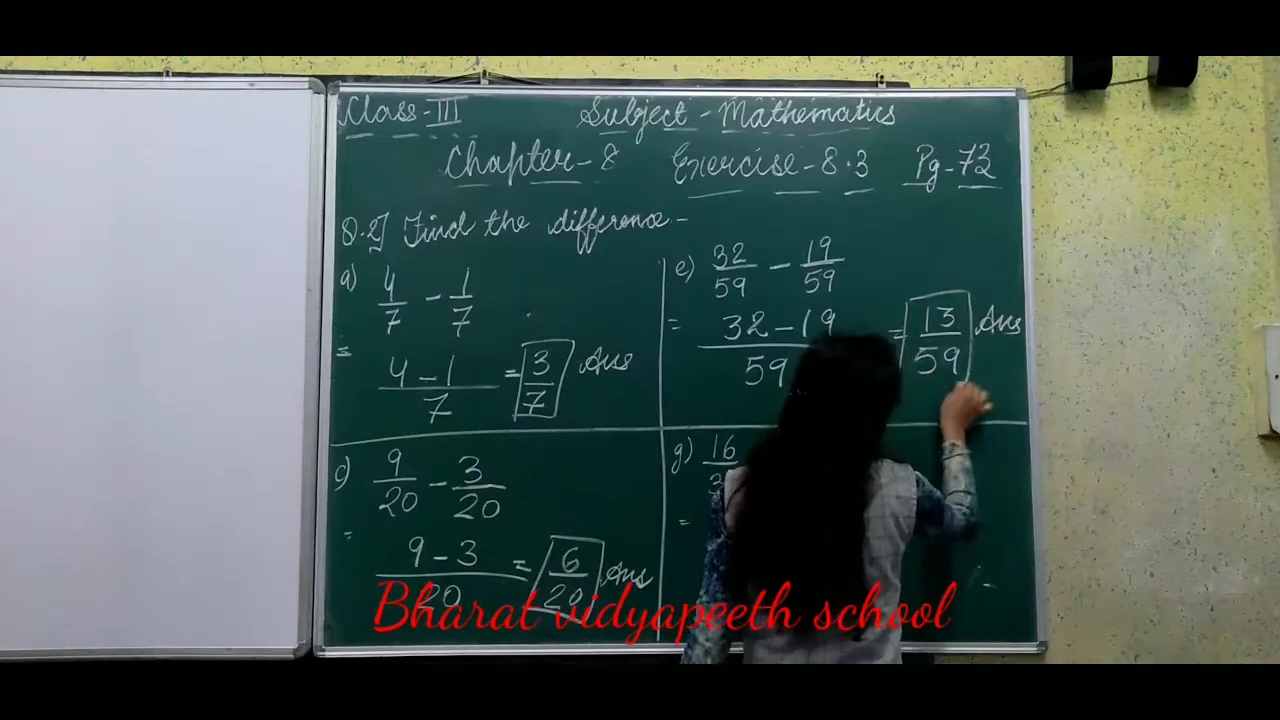 Class-III Subject - Mathematics
Chapter-8 Exercise-8.3 Pg-73
Q.2] Find the difference -
a) 4/7 - 1/7
= 4-1/7 = 3/7 Ans
c) 9/20 - 3/20
= 9-3/20 = 6/20 Ans
e) 32/59 - 19/59
= 32-19/59 = 13/59 Ans
g) 16
=
Bharat vidyapeeth school